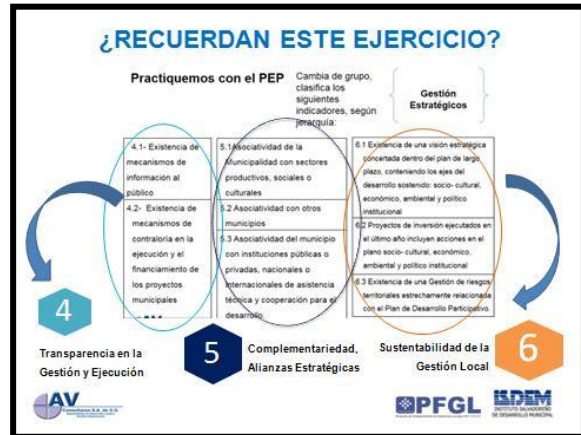 ¿RECUERDAN ESTE EJERCICIO?
Practiquemos con el PEP
Cambia de grupo,
clasifica los
siguientes
indicadores, según
jerarquía:
Gestión
Estratégicos
4.1- Existencia de
mecanismos de
información al
público
4.2- Existencia de
mecanismos de
contraloría en la
ejecución y el
financiamiento de
los proyectos
municipales
5.1Asociatividad de la
Municipalidad con sectores
productivos, sociales o
culturales
5.2 Asociatividad con otros
municipios
5.3 Asociatividad del municipio
con instituciones públicas o
privadas, nacionales o
internacionales de asistencia
técnica y cooperación para el
desarrollo.
6.1 Existencia de una visión estratégica
concertada dentro del plan de largo
plazo, conteniendo los ejes del
desarrollo sostenido: socio- cultural,
económico, ambiental y político
institucional
6.2 Proyectos de inversión ejecutados en
el último año incluyen acciones en el
plano socio- cultural, económico,
ambiental y político institucional
6.3 Existencia de una Gestión de riesgos
territoriales estrechamente relacionada
con el Plan de Desarrollo Participativo.
4
Transparencia en la
Gestión y Ejecución
5
Complementariedad,
Alianzas Estratégicas
Sustentabilidad de la
Gestión Local
6
AV
Consultores S.A. de C.V.
PFGL
ISDEM
INSTITUTO SALVADOREÑO
DE DESARROLLO MUNICIPAL